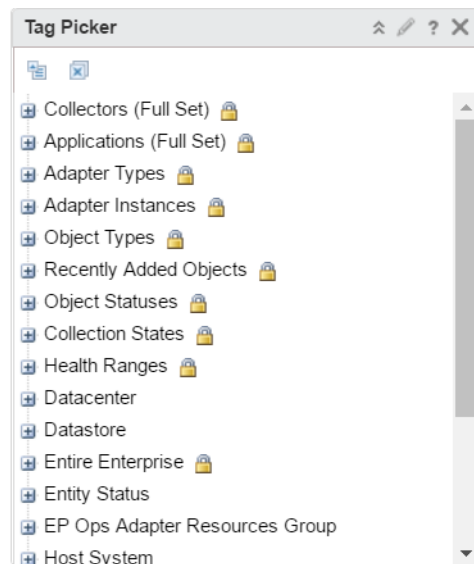 Tag Picker
Collectors (Full Set)
Applications (Full Set)
Adapter Types
Adapter Instances
Object Types
Recently Added Objects
Object Statuses
Collection States
Health Ranges
Datacenter
Datastore
Entire Enterprise
Entity Status
EP Ops Adapter Resources Group
Host System